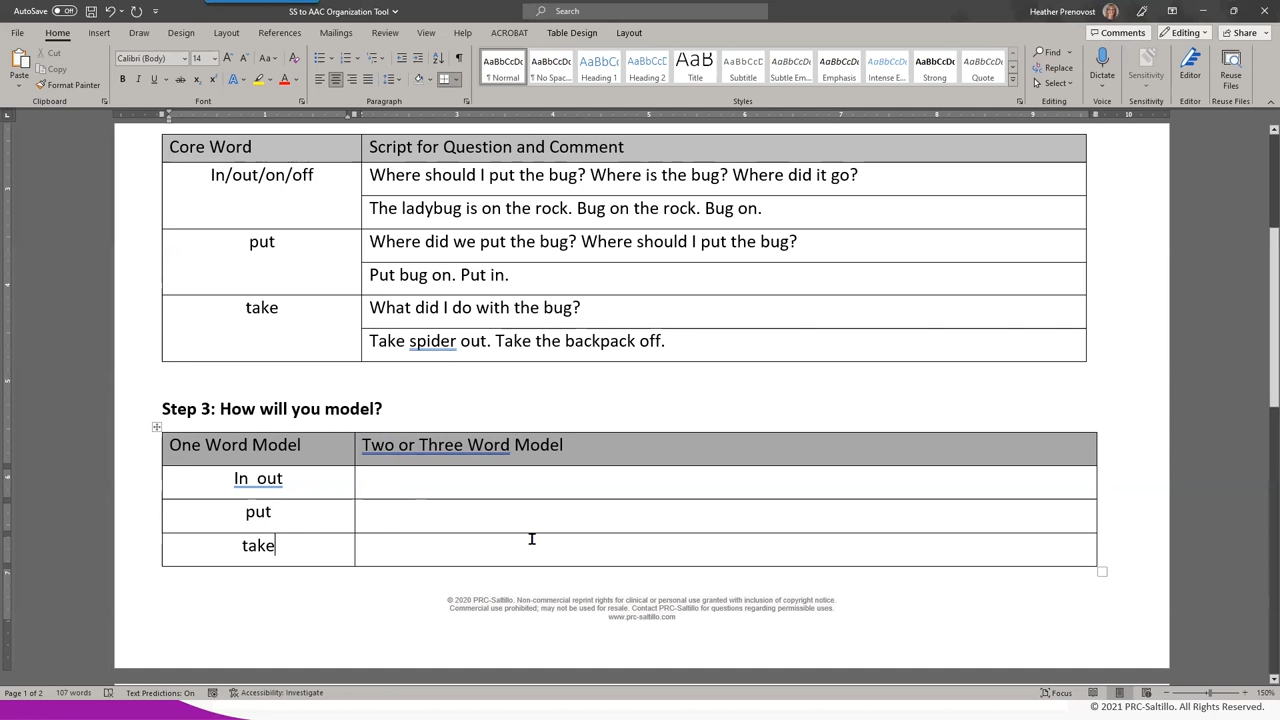 AutoSave Off SS to AAC Organization Tool Search Heather Prenovost
File Home Insert Draw Design Layout References Mailings Review View Help ACROBAT Table Design Layout Comments Editing Share
Paste Cut Copy Format Painter Calibri (Body) 14 Find Replace Select Dictate Sensitivity Editor Reuse Files
AaBbCcDc AaBbCcDc AaBbCc AaBbCcD AaB AaBbCcD AaBbCcDc AaBbCcDc AaBbCcDc AaBbCcDc AaBbCcDc
¶ Normal ¶ No Spac... Heading 1 Heading 2 Title Subtitle Subtle Em... Emphasis Intense E... Strong Quote
Clipboard Font Paragraph Styles Editing Voice Sensitivity Editor Reuse Files
Core Word Script for Question and Comment
In/out/on/off Where should I put the bug? Where is the bug? Where did it go?
The ladybug is on the rock. Bug on the rock. Bug on.
put Where did we put the bug? Where should I put the bug?
Put bug on. Put in.
take What did I do with the bug?
Take spider out. Take the backpack off.
Step 3: How will you model?
One Word Model Two or Three Word Model
In out
put
take
© 2020 PRC-Saltillo. Non-commercial reprint rights for clinical or personal use granted with inclusion of copyright notice.
Commercial use prohibited; may not be used for resale. Contact PRC-Saltillo for questions regarding permissible uses.
www.prc-saltillo.com
Page 1 of 2 107 words Text Predictions: On Accessibility: Investigate Focus 150%
© 2021 PRC-Saltillo. All Rights Reserved.